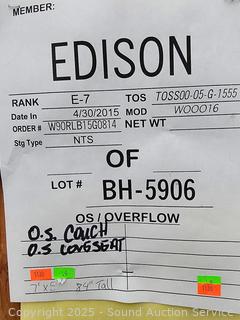 MEMBER:
EDISON
RANK E-7 TOS TOSS00-05-G-1555
Date In 4/30/2015 MOD W00016
ORDER # W90RLB15G0814 NET WT
Stg Type NTS
OF
LOT # BH-5906
OS / OVERFLOW
O.S. COUCH
O.S LOVESEAT
84" Tall
Copyright 2025 - Sound Auction Service